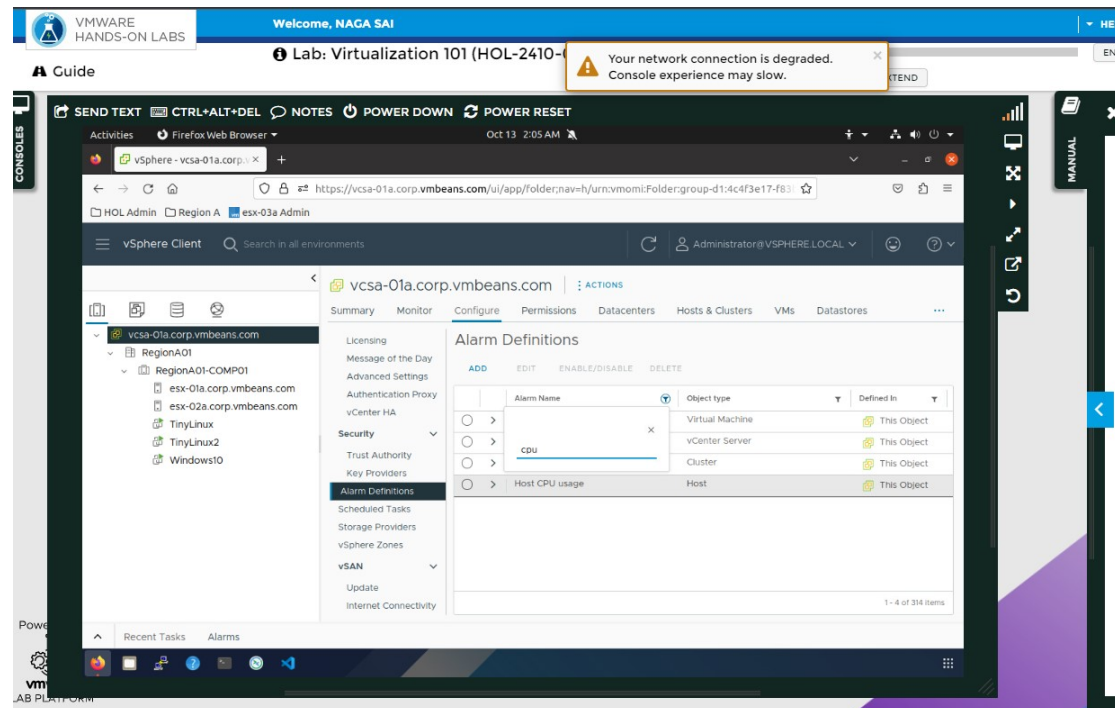 VMWARE
HANDS-ON LABS
Welcome, NAGA SAI
HE
Lab: Virtualization 101 (HOL-2410-
EN
Guide
Your network connection is degraded.
Console experience may slow.
XTEND
CONSOLES
SEND TEXT CTRL+ALT+DEL NOTES POWER DOWN POWER RESET
MANUAL
Activities Firefox Web Browser Oct 13 2:05 AM
vSphere - vcsa-01a.corp.v × +
https://vcsa-01a.corp.vmbeans.com/ui/app/folder;nav=h/urn:vmomi:Folder:group-d1:4c4f3e17-f83
HOL Admin Region A esx-03a Admin
vSphere Client Search in all environments Administrator@VSPHERE.LOCAL
vcsa-01a.corp.vmbeans.com ACTIONS
Summary Monitor Configure Permissions Datacenters Hosts & Clusters VMs Datastores ...
vcsa-01a.corp.vmbeans.com
RegionA01
RegionA01-COMP01
esx-01a.corp.vmbeans.com
esx-02a.corp.vmbeans.com
TinyLinux
TinyLinux2
Windows10
Licensing
Message of the Day
Advanced Settings
Authentication Proxy
vCenter HA
Security
Trust Authority
Key Providers
Alarm Definitions
Scheduled Tasks
Storage Providers
vSphere Zones
vSAN
Update
Internet Connectivity
Alarm Definitions
ADD EDIT ENABLE/DISABLE DELETE
Alarm Name Object type Defined In
Virtual Machine This Object
vCenter Server This Object
cpu
Cluster This Object
Host CPU usage Host This Object
1 - 4 of 314 items
Recent Tasks Alarms
Powe
vm
LAB PLATFORM